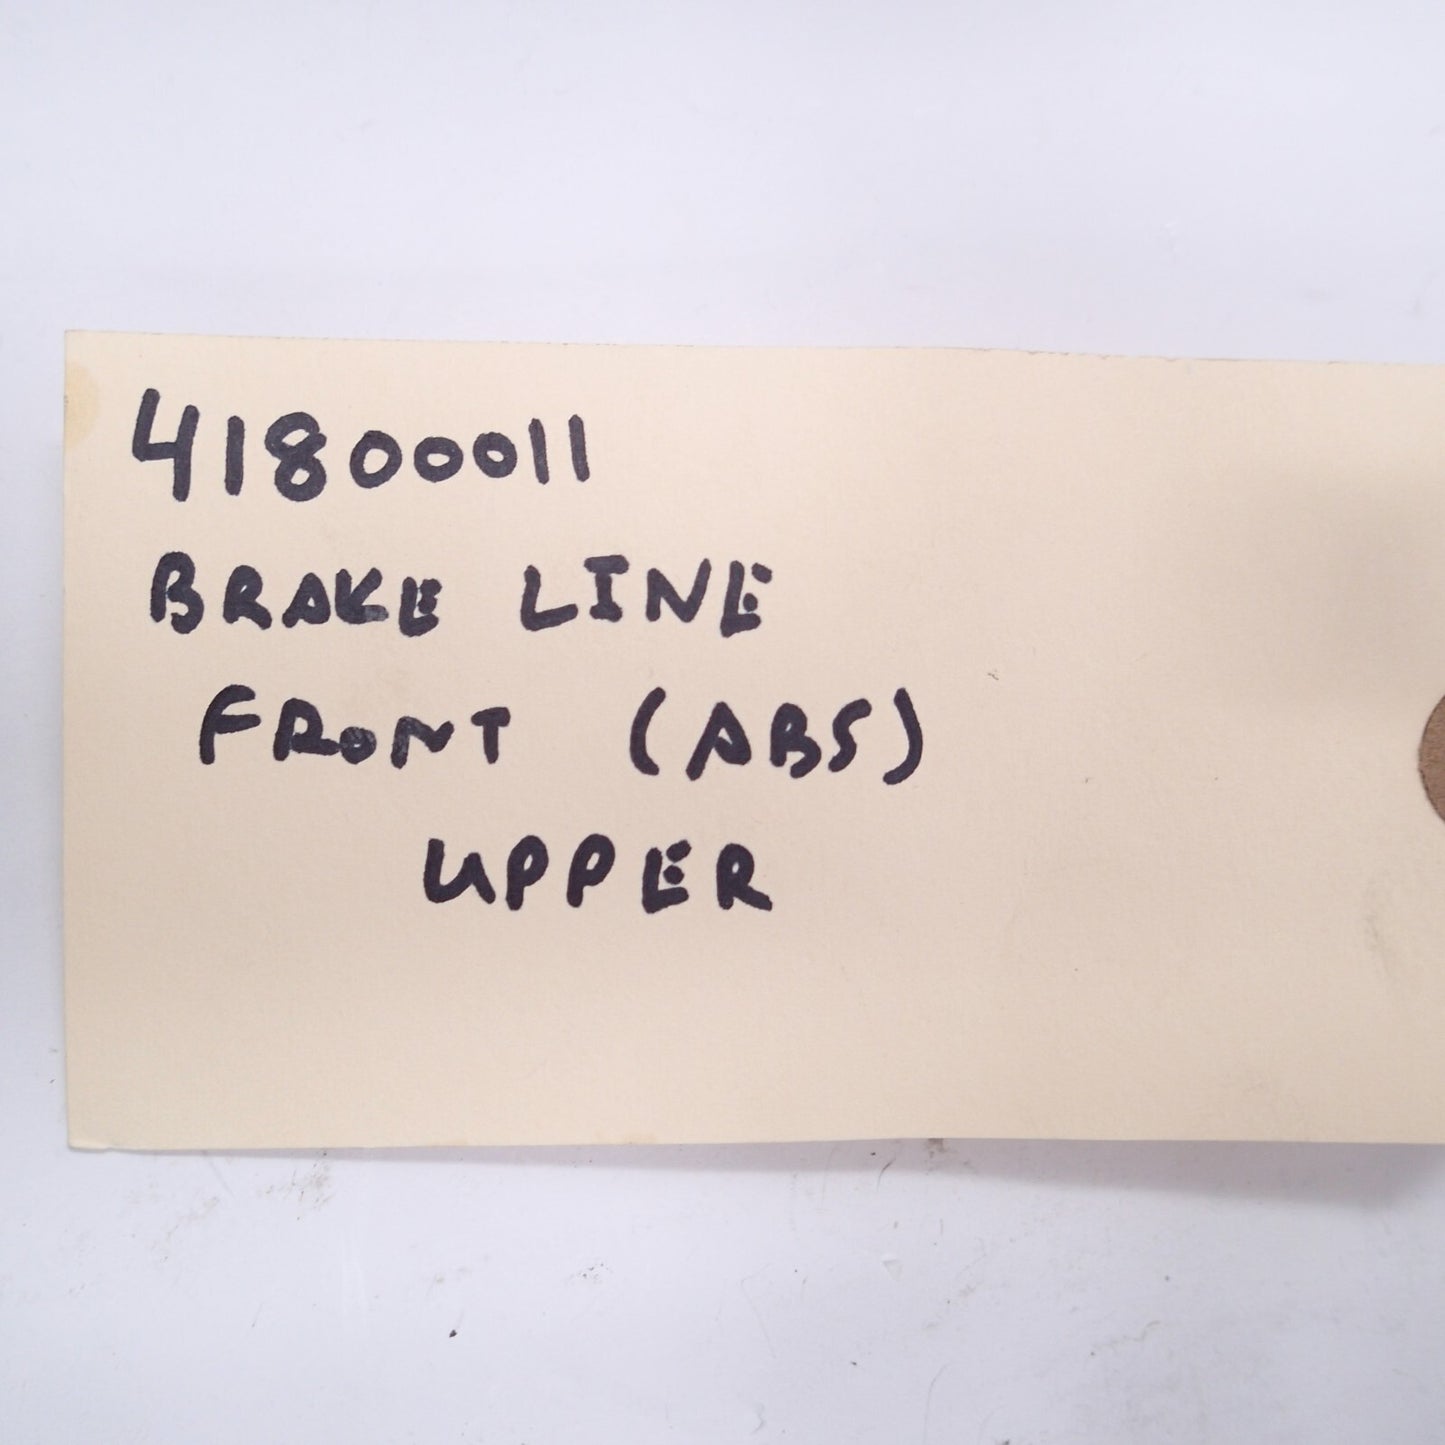 41800011
BRAKE LINE
FRONT (ABS)
UPPER